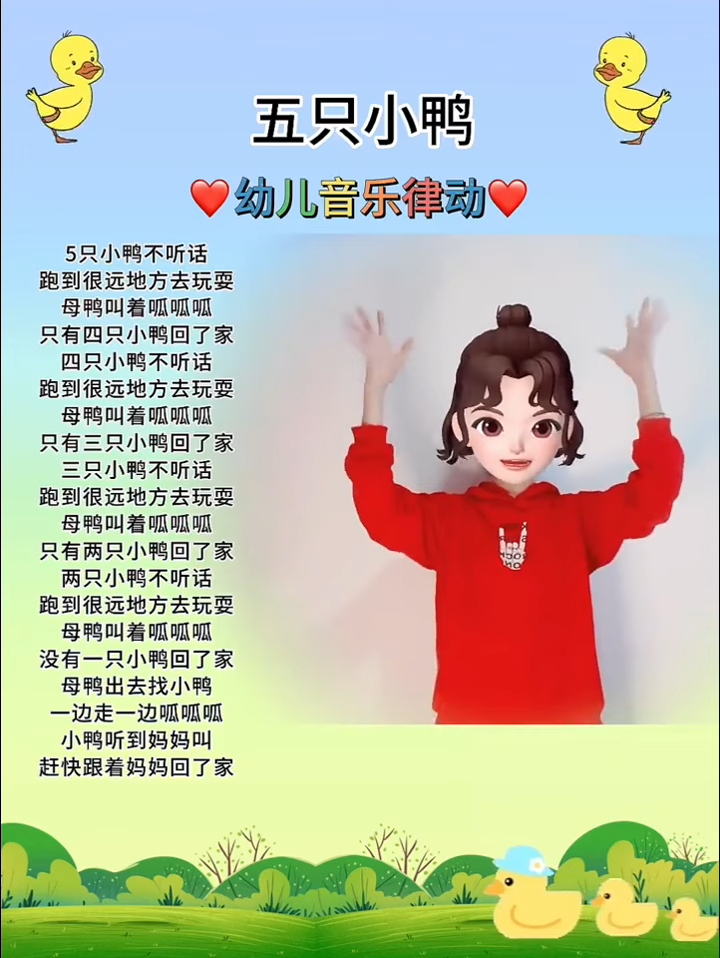 五只小鸭
❤️幼儿音乐律动❤️
5只小鸭不听话
跑到很远地方去玩耍
母鸭叫着呱呱呱
只有四只小鸭回了家
四只小鸭不听话
跑到很远地方去玩耍
母鸭叫着呱呱呱
只有三只小鸭回了家
三只小鸭不听话
跑到很远地方去玩耍
母鸭叫着呱呱呱
只有两只小鸭回了家
两只小鸭不听话
跑到很远地方去玩耍
母鸭叫着呱呱呱
没有一只小鸭回了家
母鸭出去找小鸭
一边走一边呱呱呱
小鸭听到妈妈叫
赶快跟着妈妈回了家